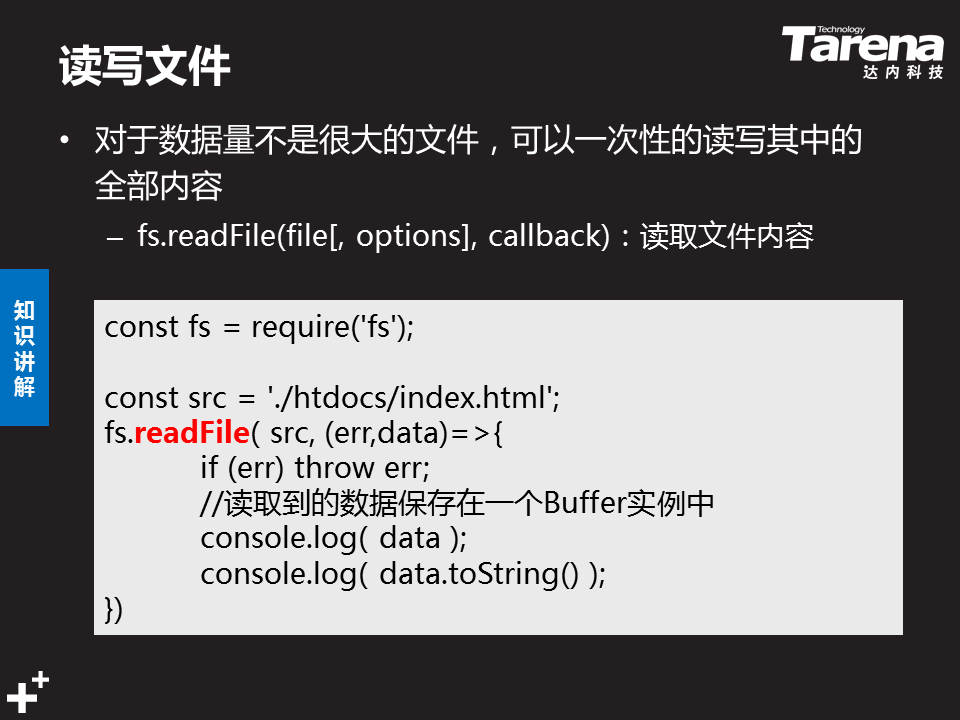 读写文件
Technology
Tarena
达内科技
• 对于数据量不是很大的文件，可以一次性的读写其中的
全部内容
– fs.readFile(file[, options], callback)：读取文件内容
知识讲解
const fs = require('fs');
const src = './htdocs/index.html';
fs.readFile( src, (err,data)=>{
if (err) throw err;
//读取到的数据保存在一个Buffer实例中
console.log( data );
console.log( data.toString() );
})